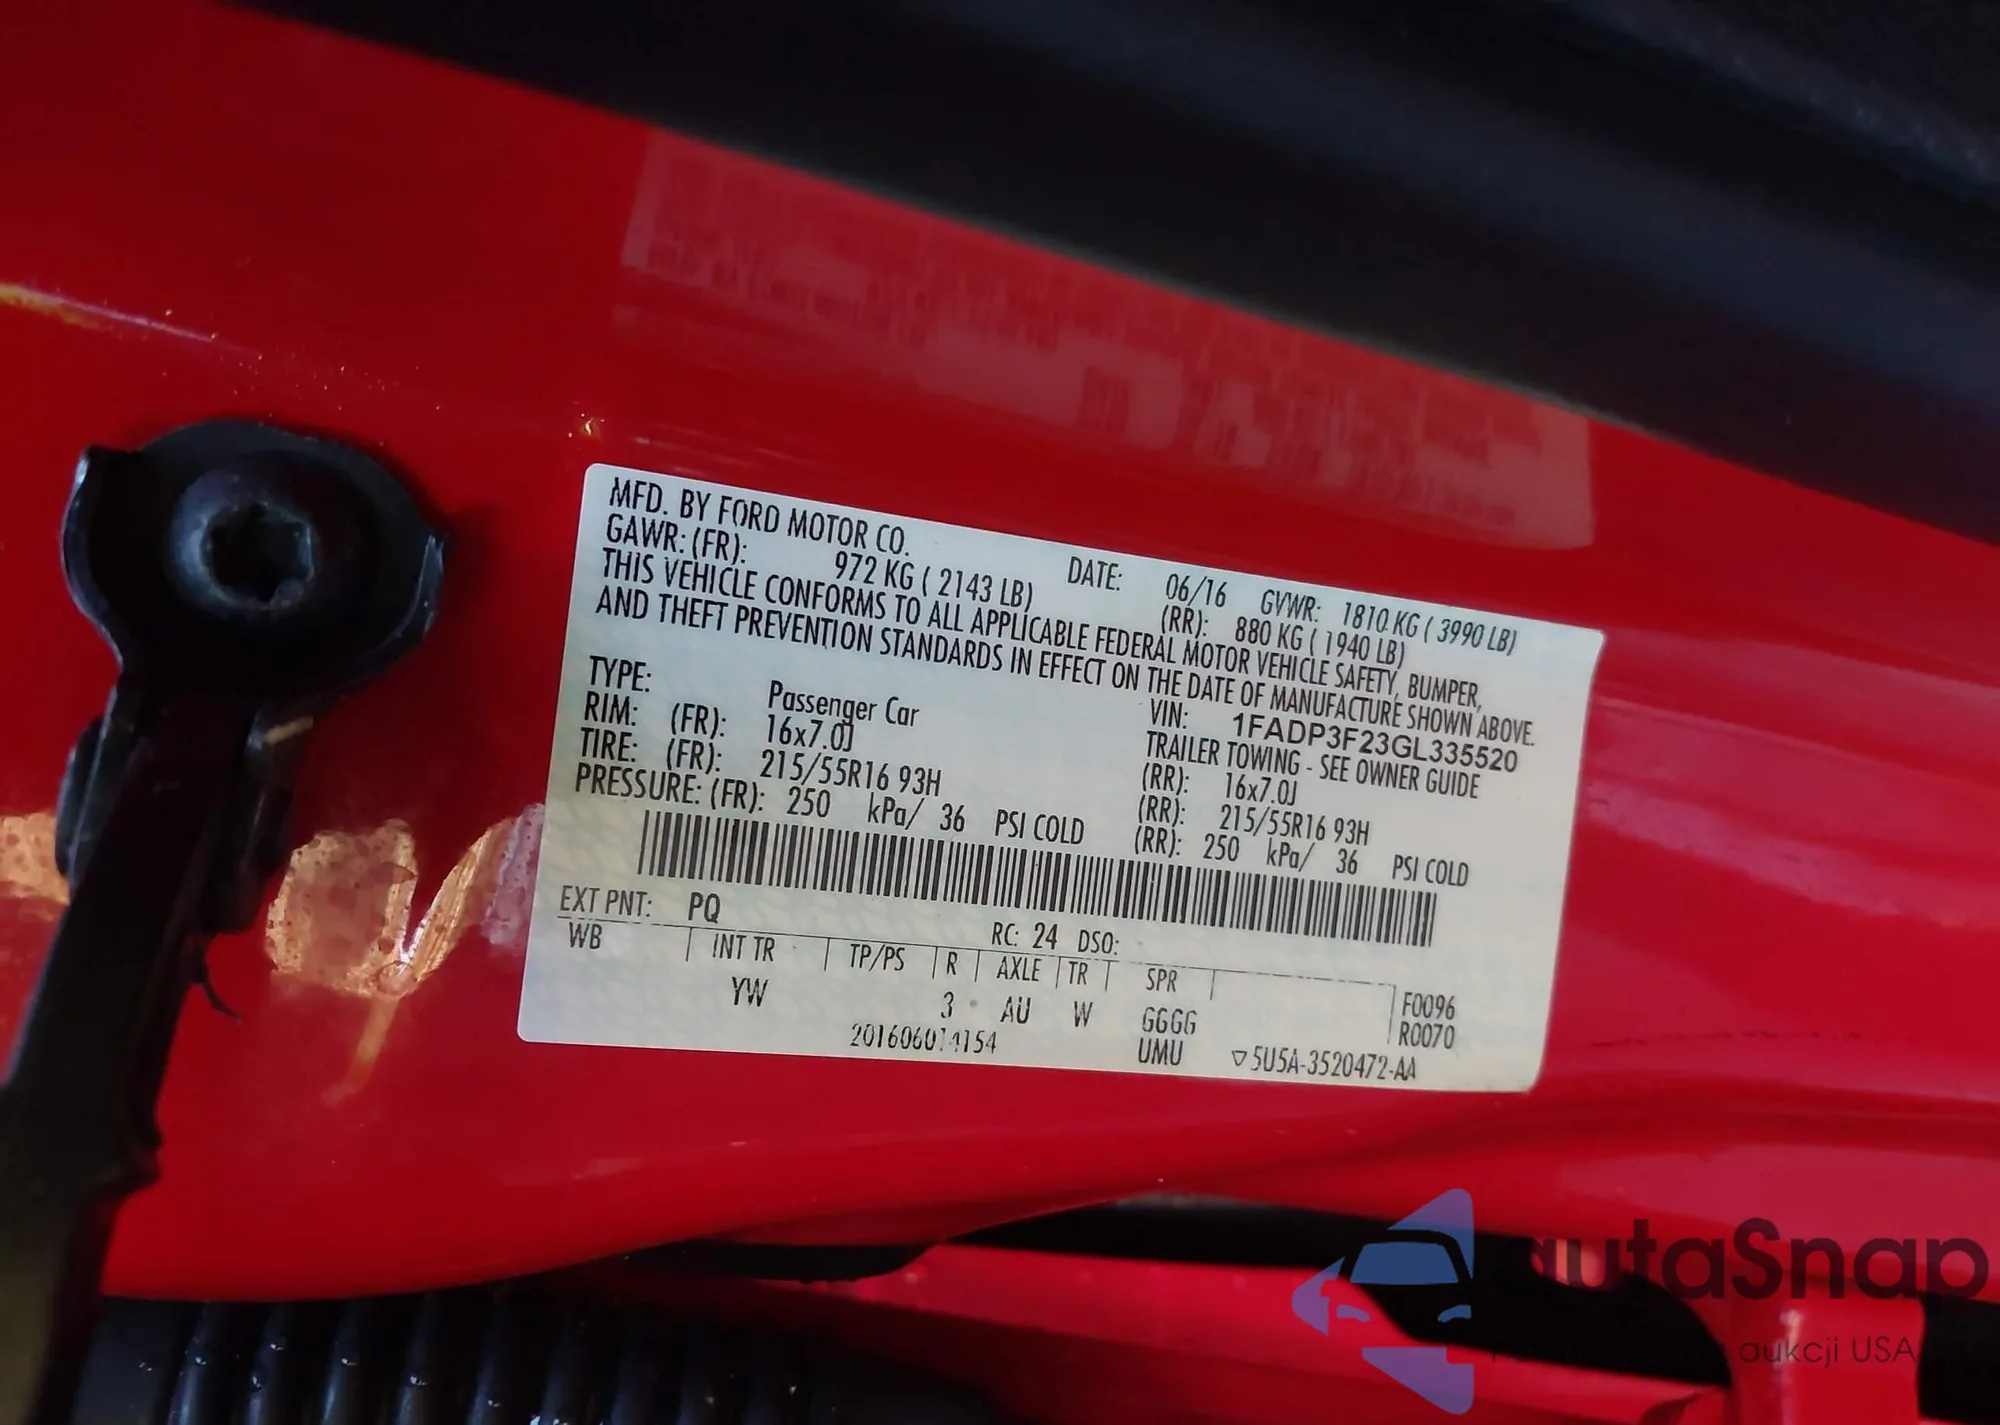 MFD. BY FORD MOTOR CO.
DATE: 06/16 GVWR: 1810 KG ( 3990 LB)
GAWR: (FR): 972 KG ( 2143 LB) (RR): 880 KG ( 1940 LB)
THIS VEHICLE CONFORMS TO ALL APPLICABLE FEDERAL MOTOR VEHICLE SAFETY, BUMPER,
AND THEFT PREVENTION STANDARDS IN EFFECT ON THE DATE OF MANUFACTURE SHOWN ABOVE.
VIN: 1FADP3F23GL335520
TYPE: Passenger Car TRAILER TOWING - SEE OWNER GUIDE
RIM: (FR): 16x7.0J (RR): 16x7.0J
TIRE: (FR): 215/55R16 93H (RR): 215/55R16 93H
PRESSURE: (FR): 250 kPa/ 36 PSI COLD (RR): 250 kPa/ 36 PSI COLD
EXT PNT: PQ RC: 24 DSO:
WB INT TR TP/PS R AXLE TR SPR F0096
YW 3 AU W GGGG R0070
UMU ▽5U5A-3520472-AA
autaSnap
aukcji USA